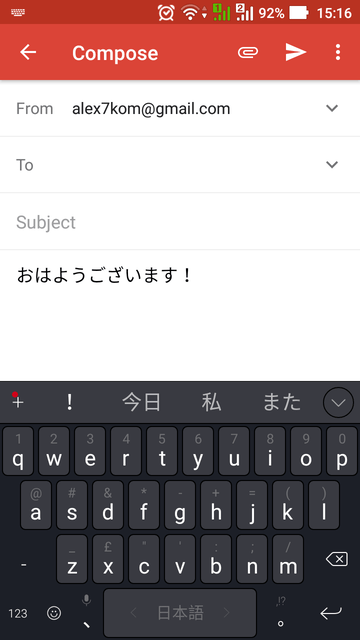 1 2 92% 15:16
Compose
From alex7kom@gmail.com
To
Subject
おはようございます！
+ ！ 今日 私 また
1 2 3 4 5 6 7 8 9 0
q w e r t y u i o p
@ # & * - + = ( )
a s d f g h j k l
_ £ " ' : ; /
- z x c v b n m
123 、 日本語 ,!? 。